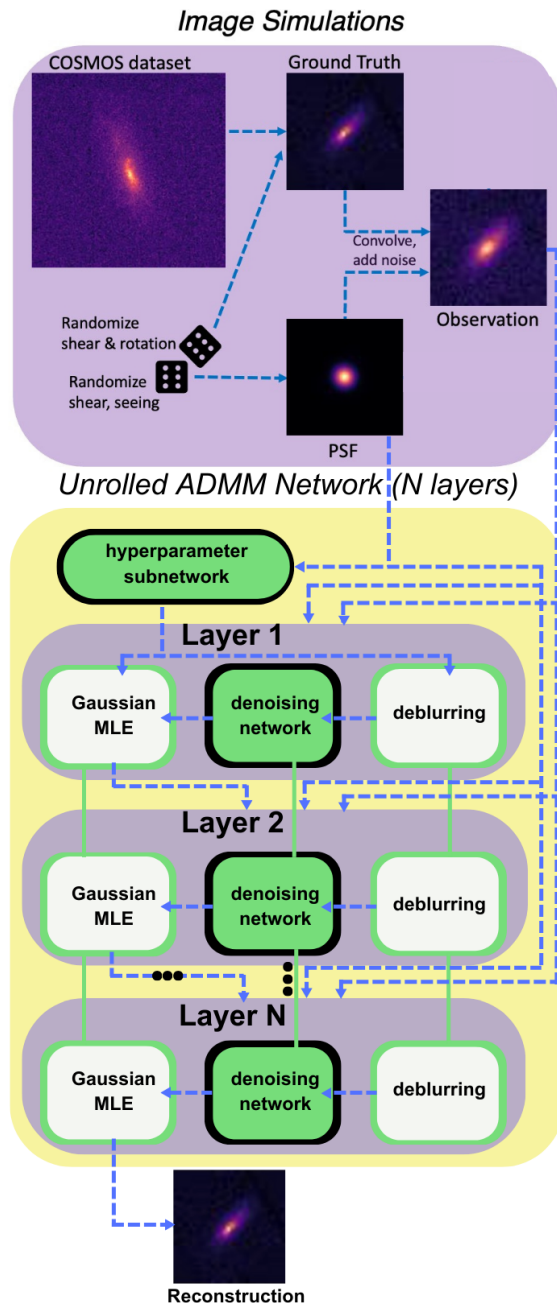 Image Simulations
COSMOS dataset
Ground Truth
Convolve,
add noise
Observation
Randomize
shear & rotation
Randomize
shear, seeing
PSF
Unrolled ADMM Network (N layers)
hyperparameter
subnetwork
Layer 1
Gaussian
MLE
denoising
network
deblurring
Layer 2
Gaussian
MLE
denoising
network
deblurring
Layer N
Gaussian
MLE
denoising
network
deblurring
Reconstruction